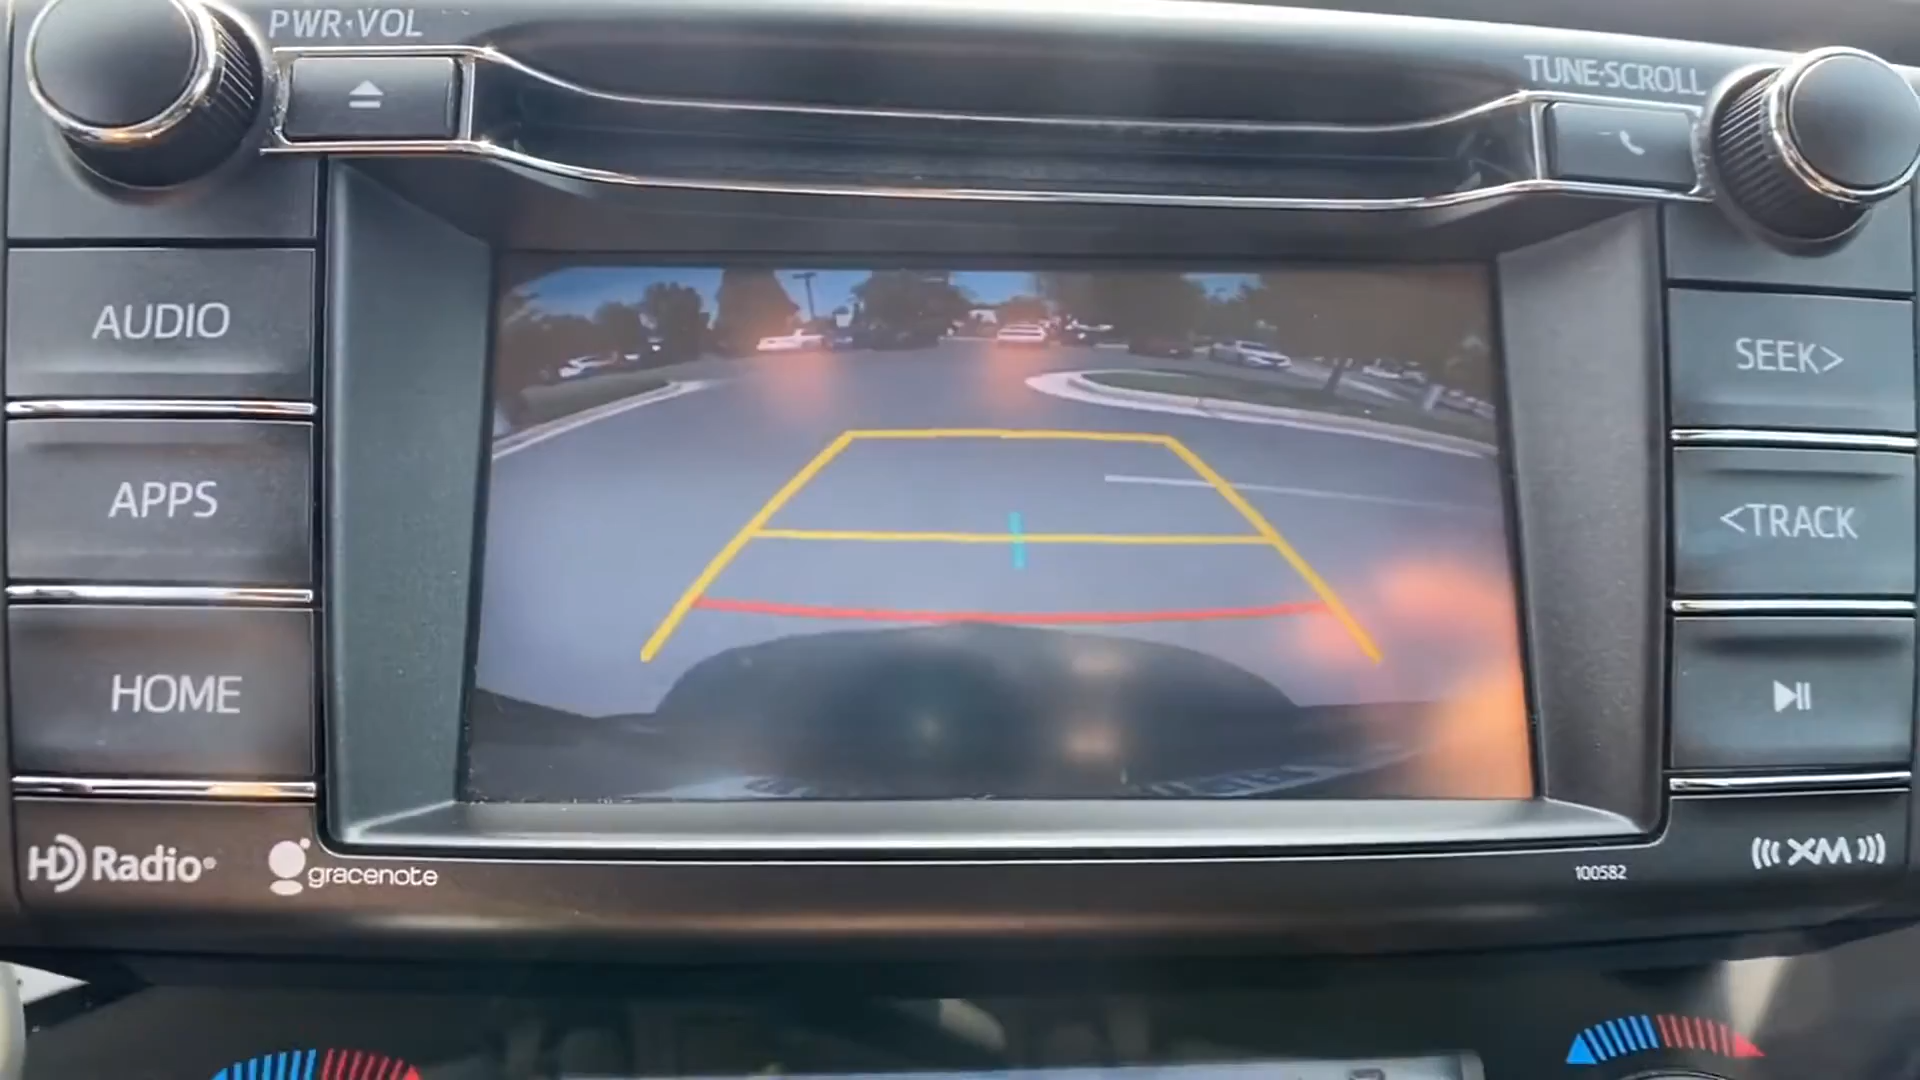 PWR·VOL
TUNE·SCROLL
AUDIO
SEEK>
APPS
<TRACK
HOME
HD Radio®
gracenote
100582
((( XM )))